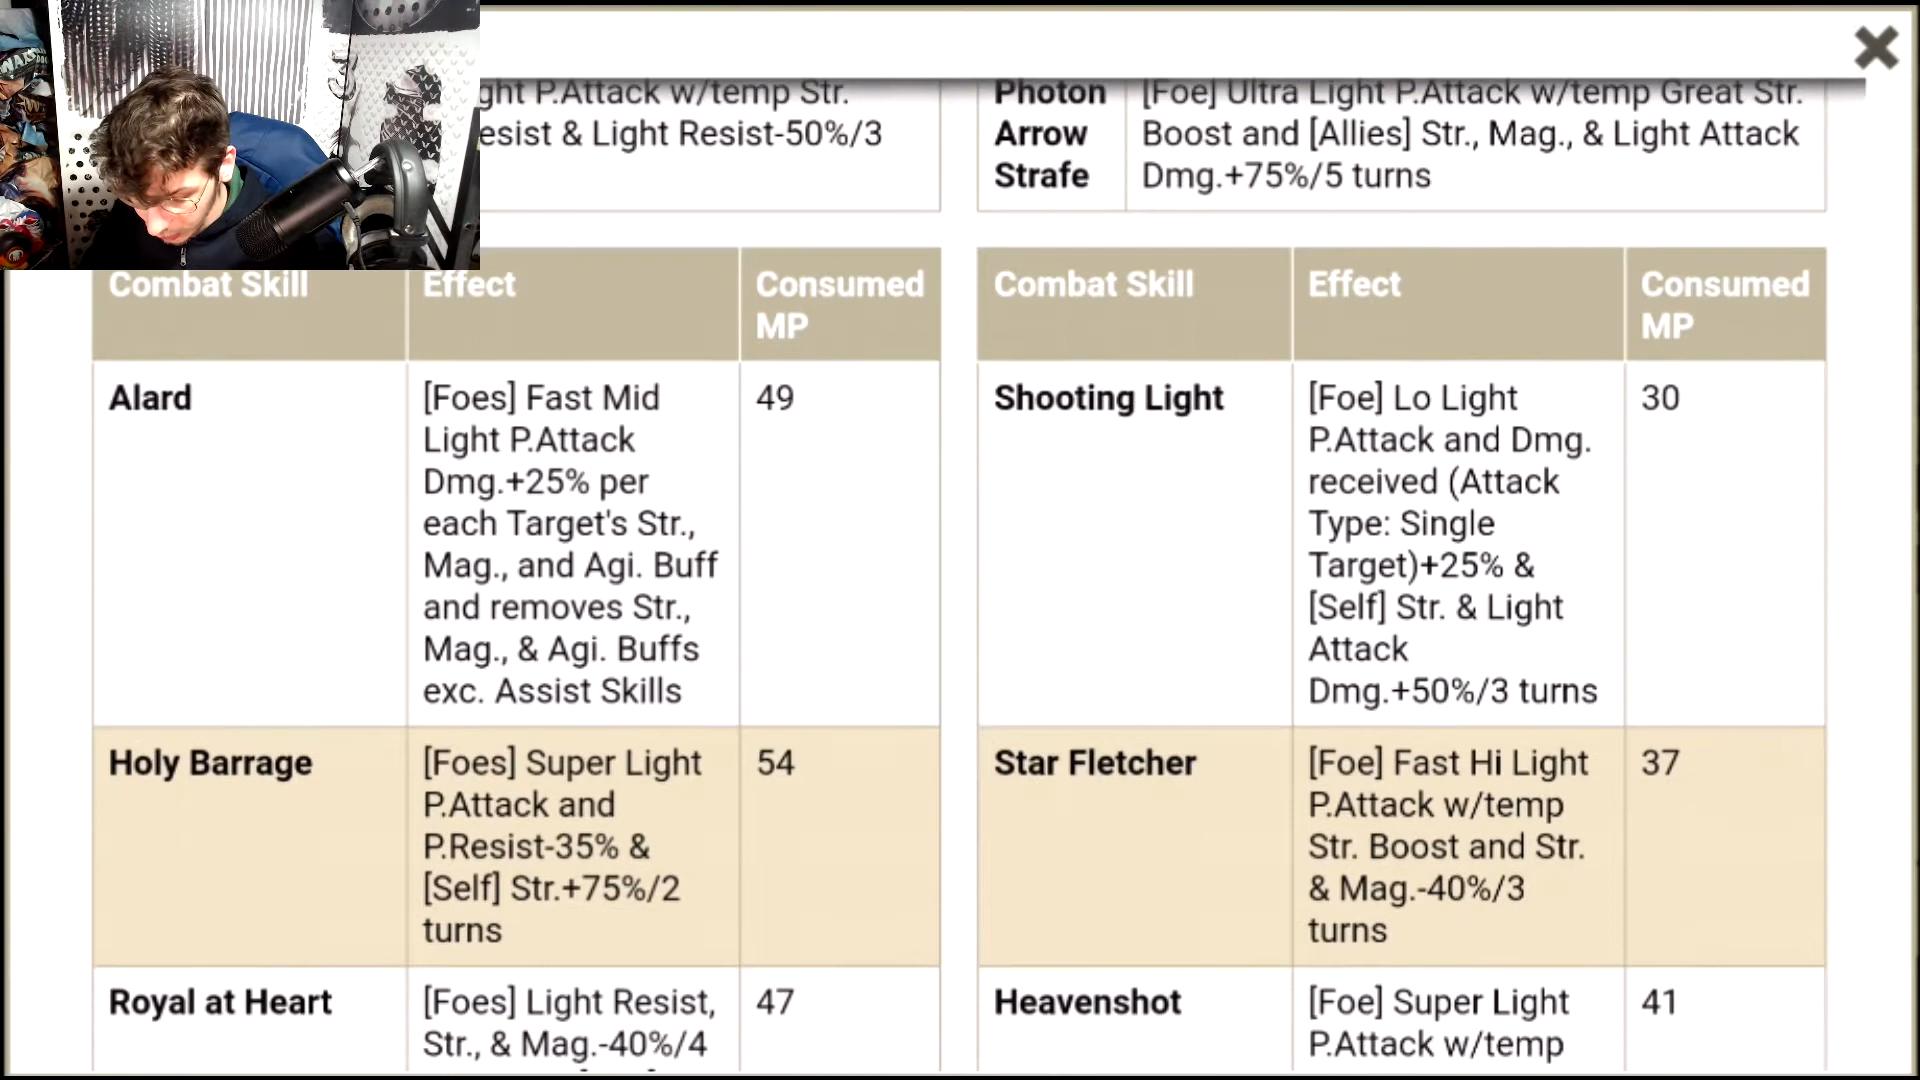 ght P.Attack w/temp Str.
esist & Light Resist-50%/3
Photon
Arrow
Strafe
[Foe] Ultra Light P.Attack w/temp Great Str.
Boost and [Allies] Str., Mag., & Light Attack
Dmg.+75%/5 turns
Combat Skill
Effect
Consumed
MP
Alard
[Foes] Fast Mid
Light P.Attack
Dmg.+25% per
each Target's Str.,
Mag., and Agi. Buff
and removes Str.,
Mag., & Agi. Buffs
exc. Assist Skills
49
Holy Barrage
[Foes] Super Light
P.Attack and
P.Resist-35% &
[Self] Str.+75%/2
turns
54
Royal at Heart
[Foes] Light Resist,
Str., & Mag.-40%/4
47
Combat Skill
Effect
Consumed
MP
Shooting Light
[Foe] Lo Light
P.Attack and Dmg.
received (Attack
Type: Single
Target)+25% &
[Self] Str. & Light
Attack
Dmg.+50%/3 turns
30
Star Fletcher
[Foe] Fast Hi Light
P.Attack w/temp
Str. Boost and Str.
& Mag.-40%/3
turns
37
Heavenshot
[Foe] Super Light
P.Attack w/temp
41